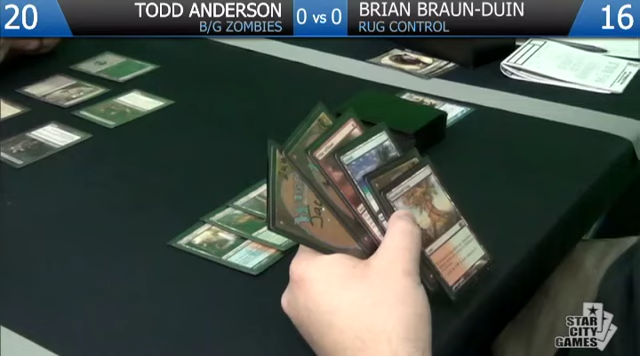 20
TODD ANDERSON
B/G ZOMBIES
0 vs 0
BRIAN BRAUN-DUIN
RUG CONTROL
16
STAR
CITY
GAMES